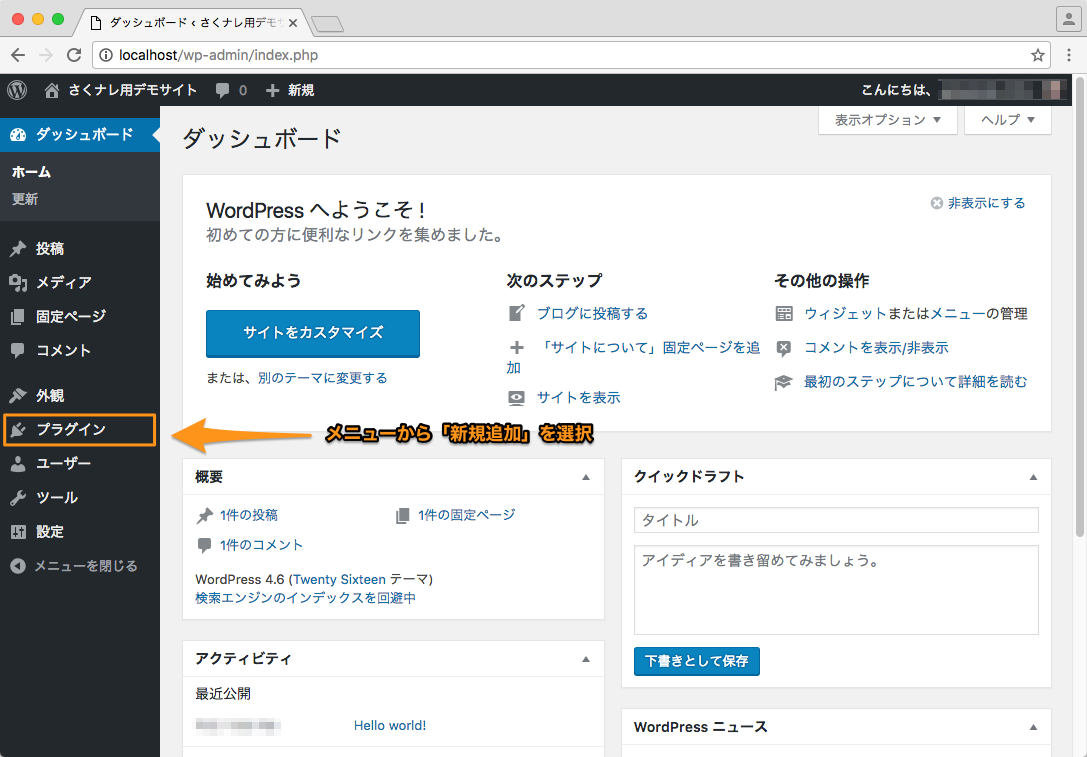 ダッシュボード ‹ さくナレ用デモサ
localhost/wp-admin/index.php
さくナレ用デモサイト 0 新規 こんにちは、
ダッシュボード
ホーム
更新
投稿
メディア
固定ページ
コメント
外観
プラグイン
ユーザー
ツール
設定
メニューを閉じる
表示オプション ▼ ヘルプ ▼
ダッシュボード
WordPress へようこそ !
非表示にする
初めての方に便利なリンクを集めました。
始めてみよう
サイトをカスタマイズ
または、別のテーマに変更する
次のステップ
ブログに投稿する
「サイトについて」固定ページを追
加
サイトを表示
その他の操作
ウィジェットまたはメニューの管理
コメントを表示/非表示
最初のステップについて詳細を読む
メニューから「新規追加」を選択
概要
1件の投稿 1件の固定ページ
1件のコメント
WordPress 4.6 (Twenty Sixteen テーマ)
検索エンジンのインデックスを回避中
アクティビティ
最近公開
Hello world!
クイックドラフト
タイトル
アイディアを書き留めてみましょう。
下書きとして保存
WordPress ニュース